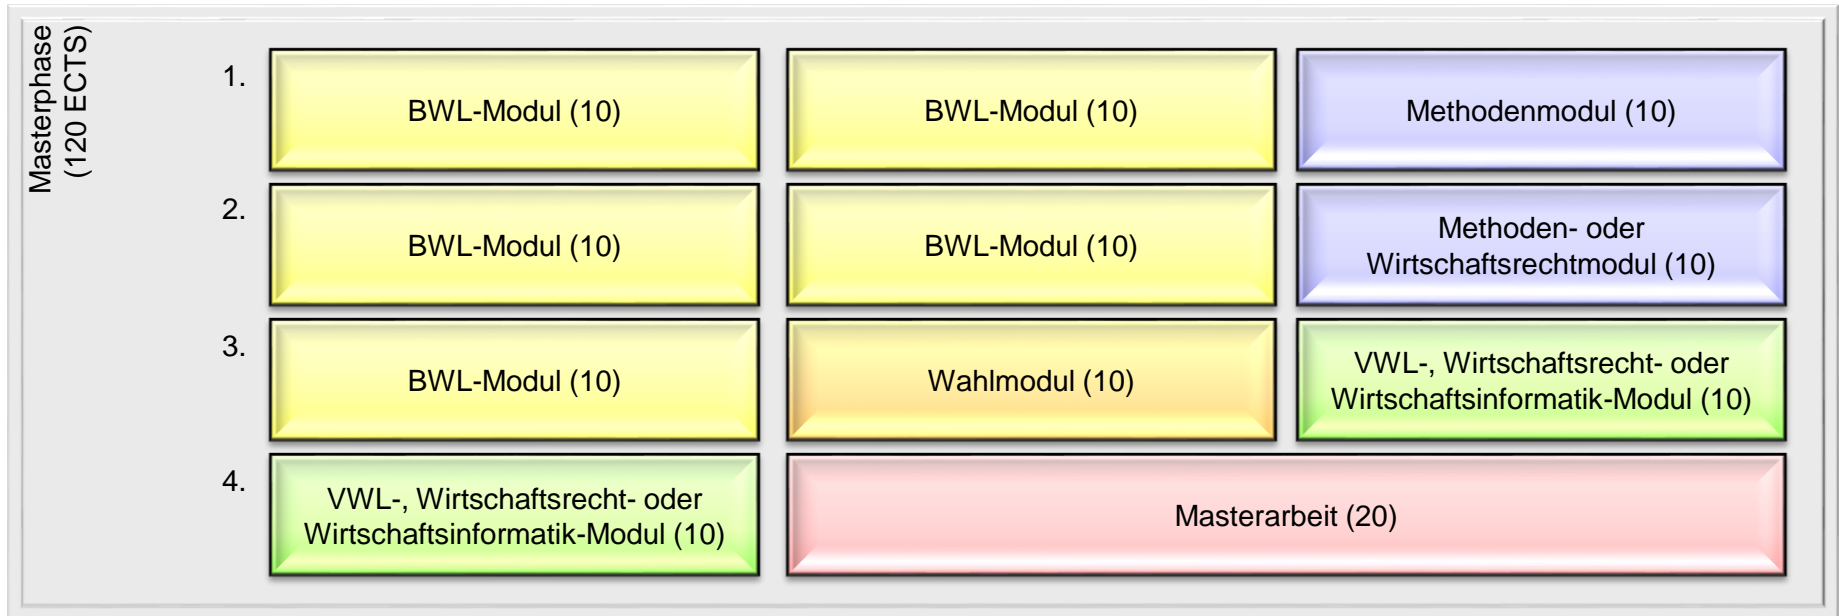 Masterphase
(120 ECTS)
1.
BWL-Modul (10)
BWL-Modul (10)
Methodenmodul (10)
2.
BWL-Modul (10)
BWL-Modul (10)
Methoden- oder
Wirtschaftsrechtmodul (10)
3.
BWL-Modul (10)
Wahlmodul (10)
VWL-, Wirtschaftsrecht- oder
Wirtschaftsinformatik-Modul (10)
4.
VWL-, Wirtschaftsrecht- oder
Wirtschaftsinformatik-Modul (10)
Masterarbeit (20)